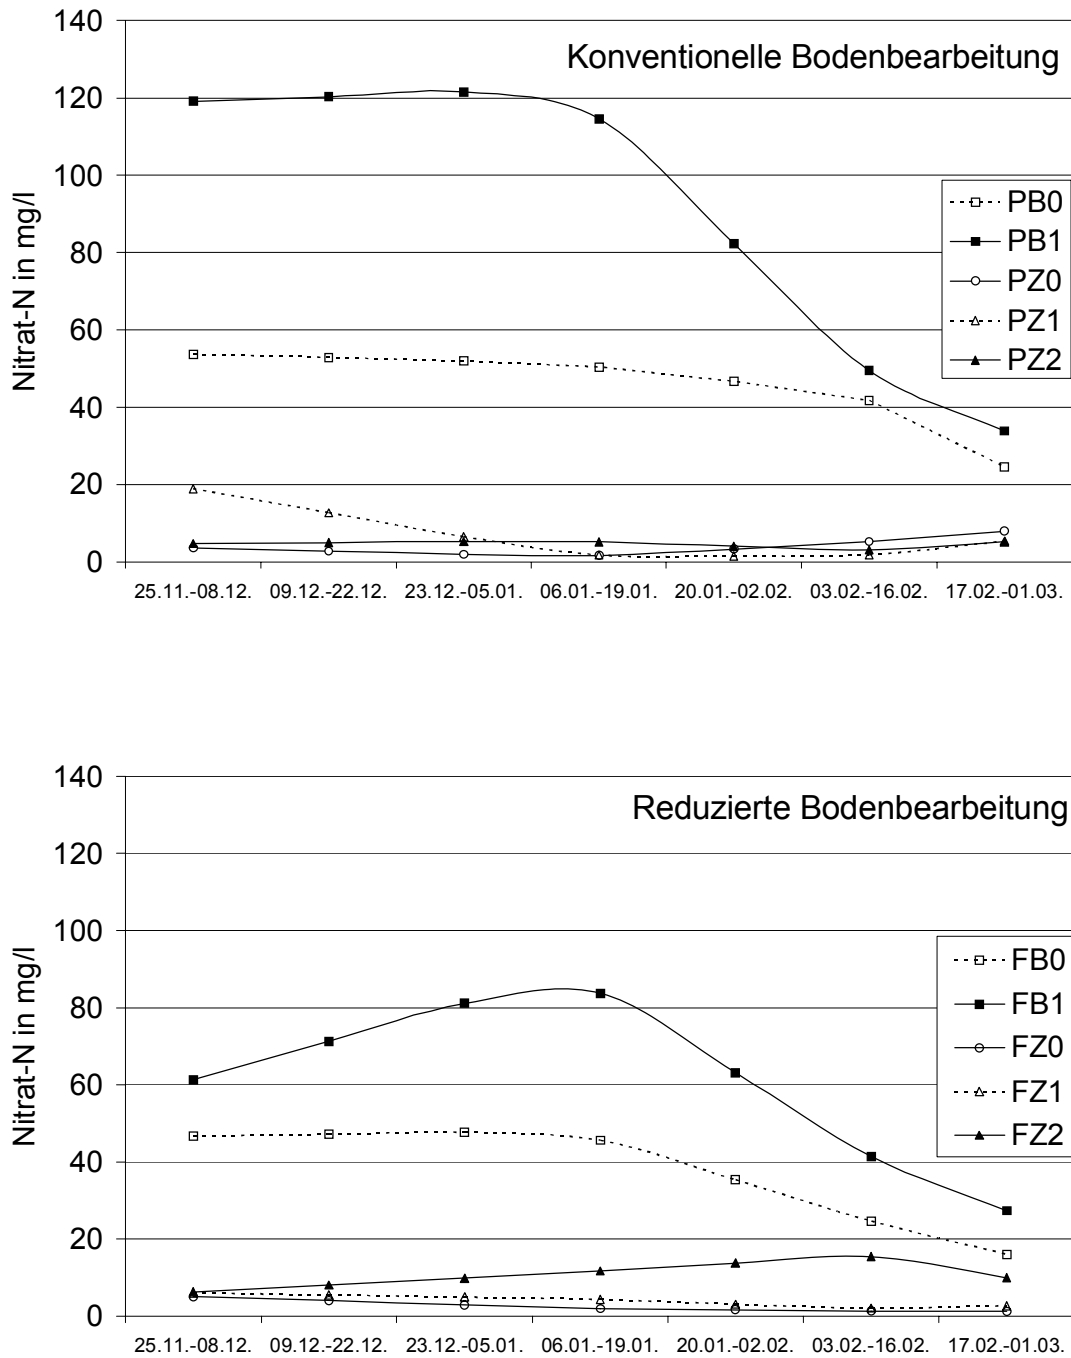 Konventionelle Bodenbearbeitung
Nitrat-N in mg/l
140
120
100
80
60
40
20
0
PB0
PB1
PZ0
PZ1
PZ2
25.11.-08.12. 09.12.-22.12. 23.12.-05.01. 06.01.-19.01. 20.01.-02.02. 03.02.-16.02. 17.02.-01.03.
Reduzierte Bodenbearbeitung
Nitrat-N in mg/l
140
120
100
80
60
40
20
0
FB0
FB1
FZ0
FZ1
FZ2
25.11.-08.12. 09.12.-22.12. 23.12.-05.01. 06.01.-19.01. 20.01.-02.02. 03.02.-16.02. 17.02.-01.03.